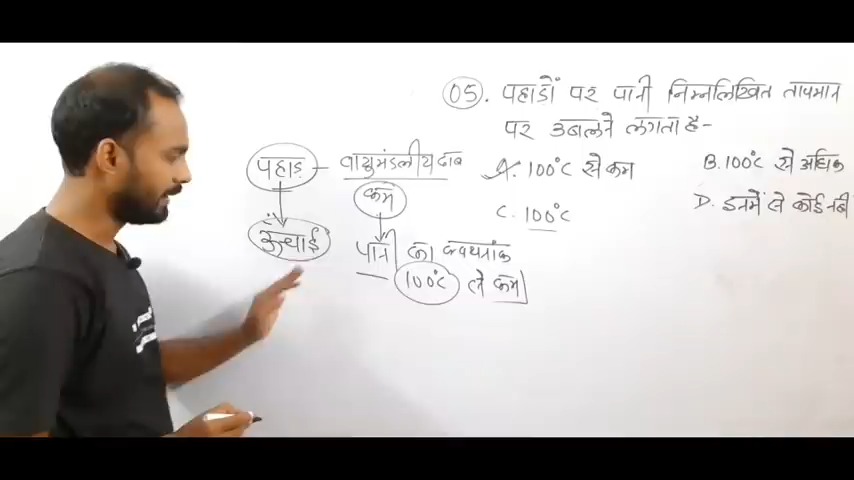 05. पहाड़ों पर पानी निम्नलिखित तापमान
पर उबलने लगता है-
A. 100°C से कम
B. 100°C से अधिक
C. 100°C
D. इनमें से कोई नहीं
पहाड़ - वायुमंडलीय दाब
कम
ऊंचाई
पानी का क्वथनांक
100°C से कम